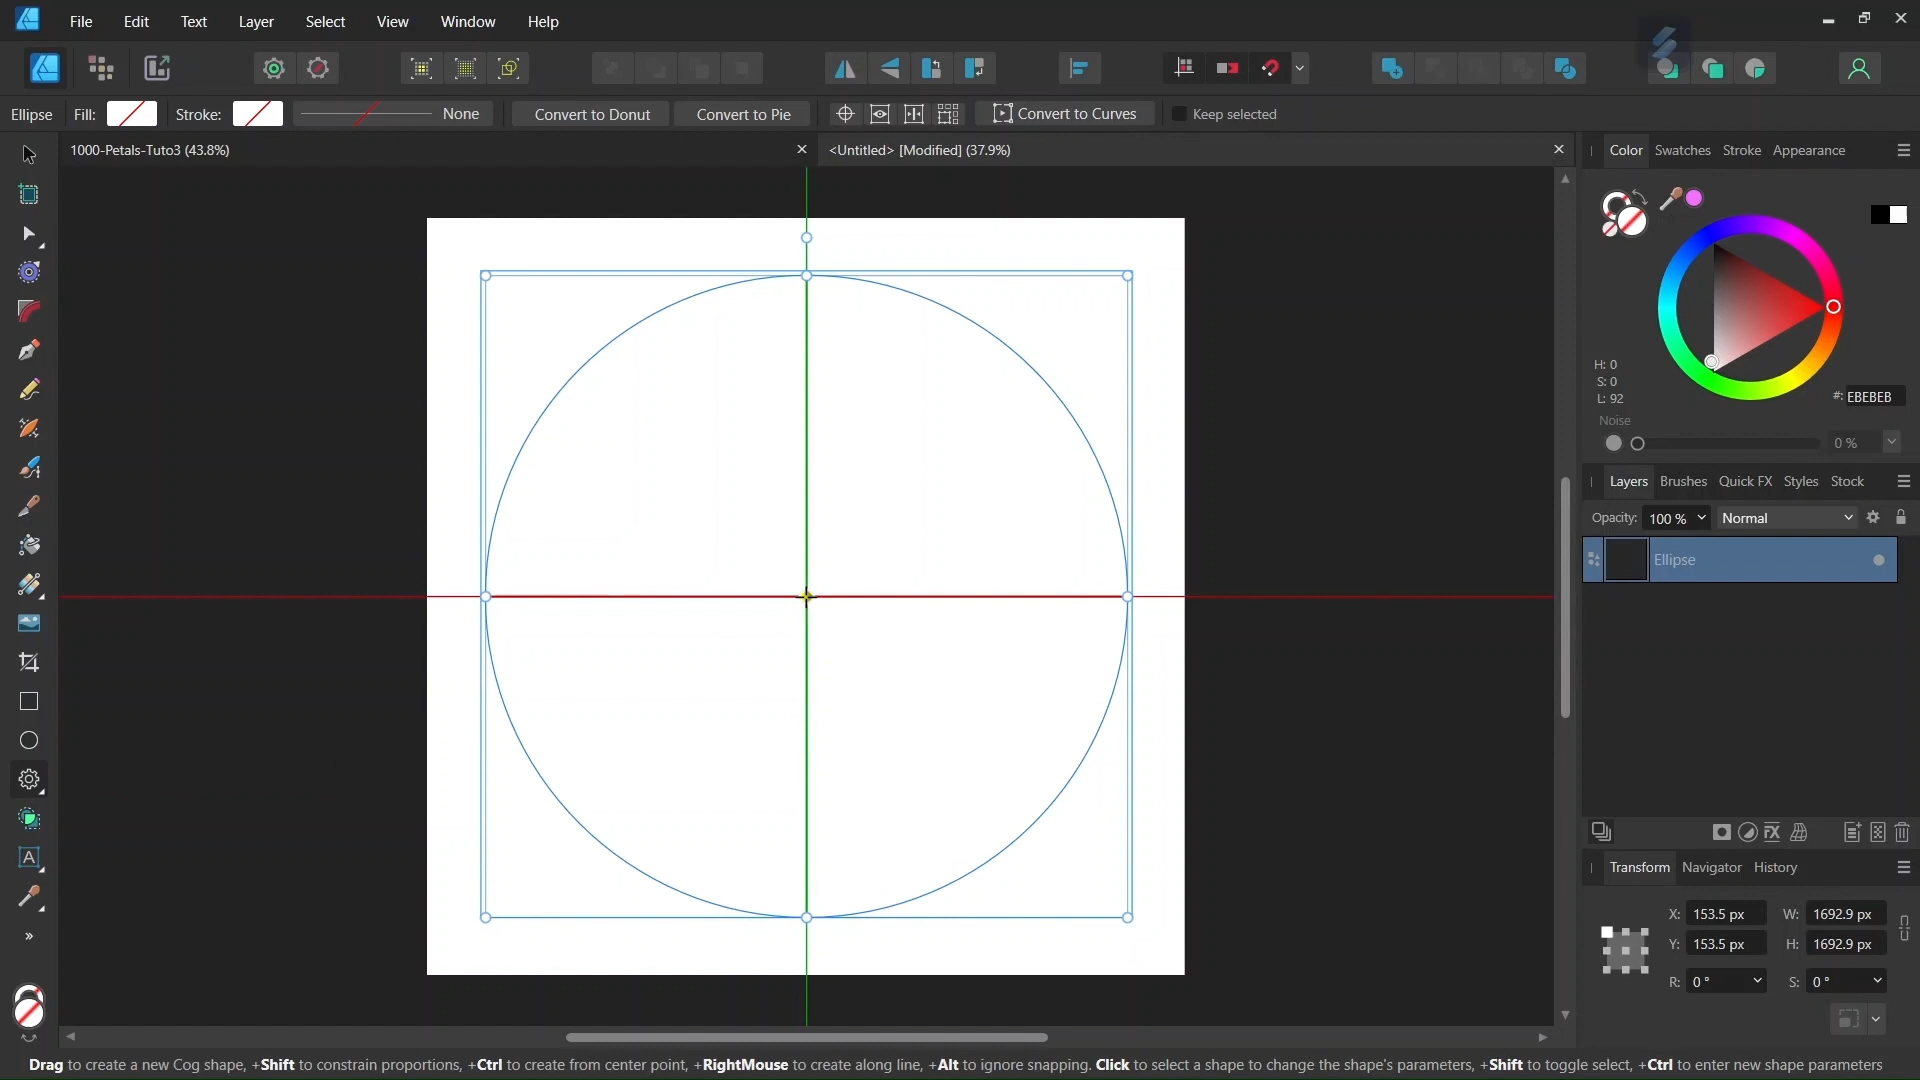 File Edit Text Layer Select View Window Help
Ellipse Fill: Stroke: None Convert to Donut Convert to Pie Convert to Curves Keep selected
1000-Petals-Tuto3 (43.8%) <Untitled> [Modified] (37.9%)
Color Swatches Stroke Appearance
H: 0
S: 0
L: 92
#: EBEBEB
Noise
0 %
Layers Brushes Quick FX Styles Stock
Opacity: 100 % Normal
Ellipse
Transform Navigator History
X: 153.5 px W: 1692.9 px
Y: 153.5 px H: 1692.9 px
R: 0 ° S: 0 °
Drag to create a new Cog shape, +Shift to constrain proportions, +Ctrl to create from center point, +RightMouse to create along line, +Alt to ignore snapping. Click to select a shape to change the shape's parameters, +Shift to toggle select, +Ctrl to enter new shape parameters